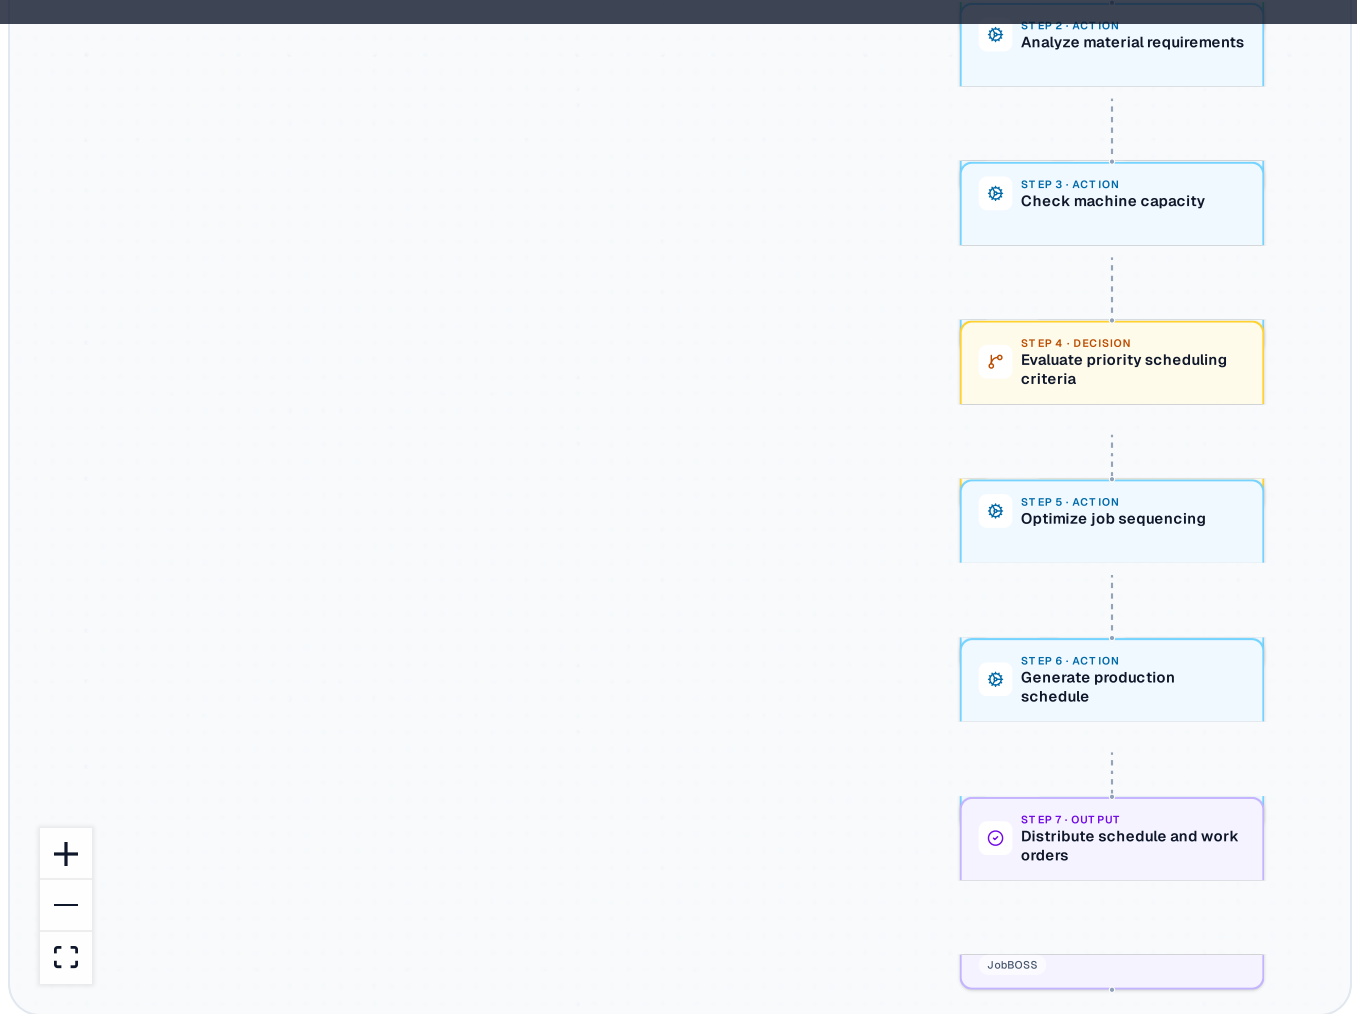 STEP 2 · ACTION
Analyze material requirements
STEP 3 · ACTION
Check machine capacity
STEP 4 · DECISION
Evaluate priority scheduling
criteria
STEP 5 · ACTION
Optimize job sequencing
STEP 6 · ACTION
Generate production
schedule
STEP 7 · OUTPUT
Distribute schedule and work
orders
JobBOSS